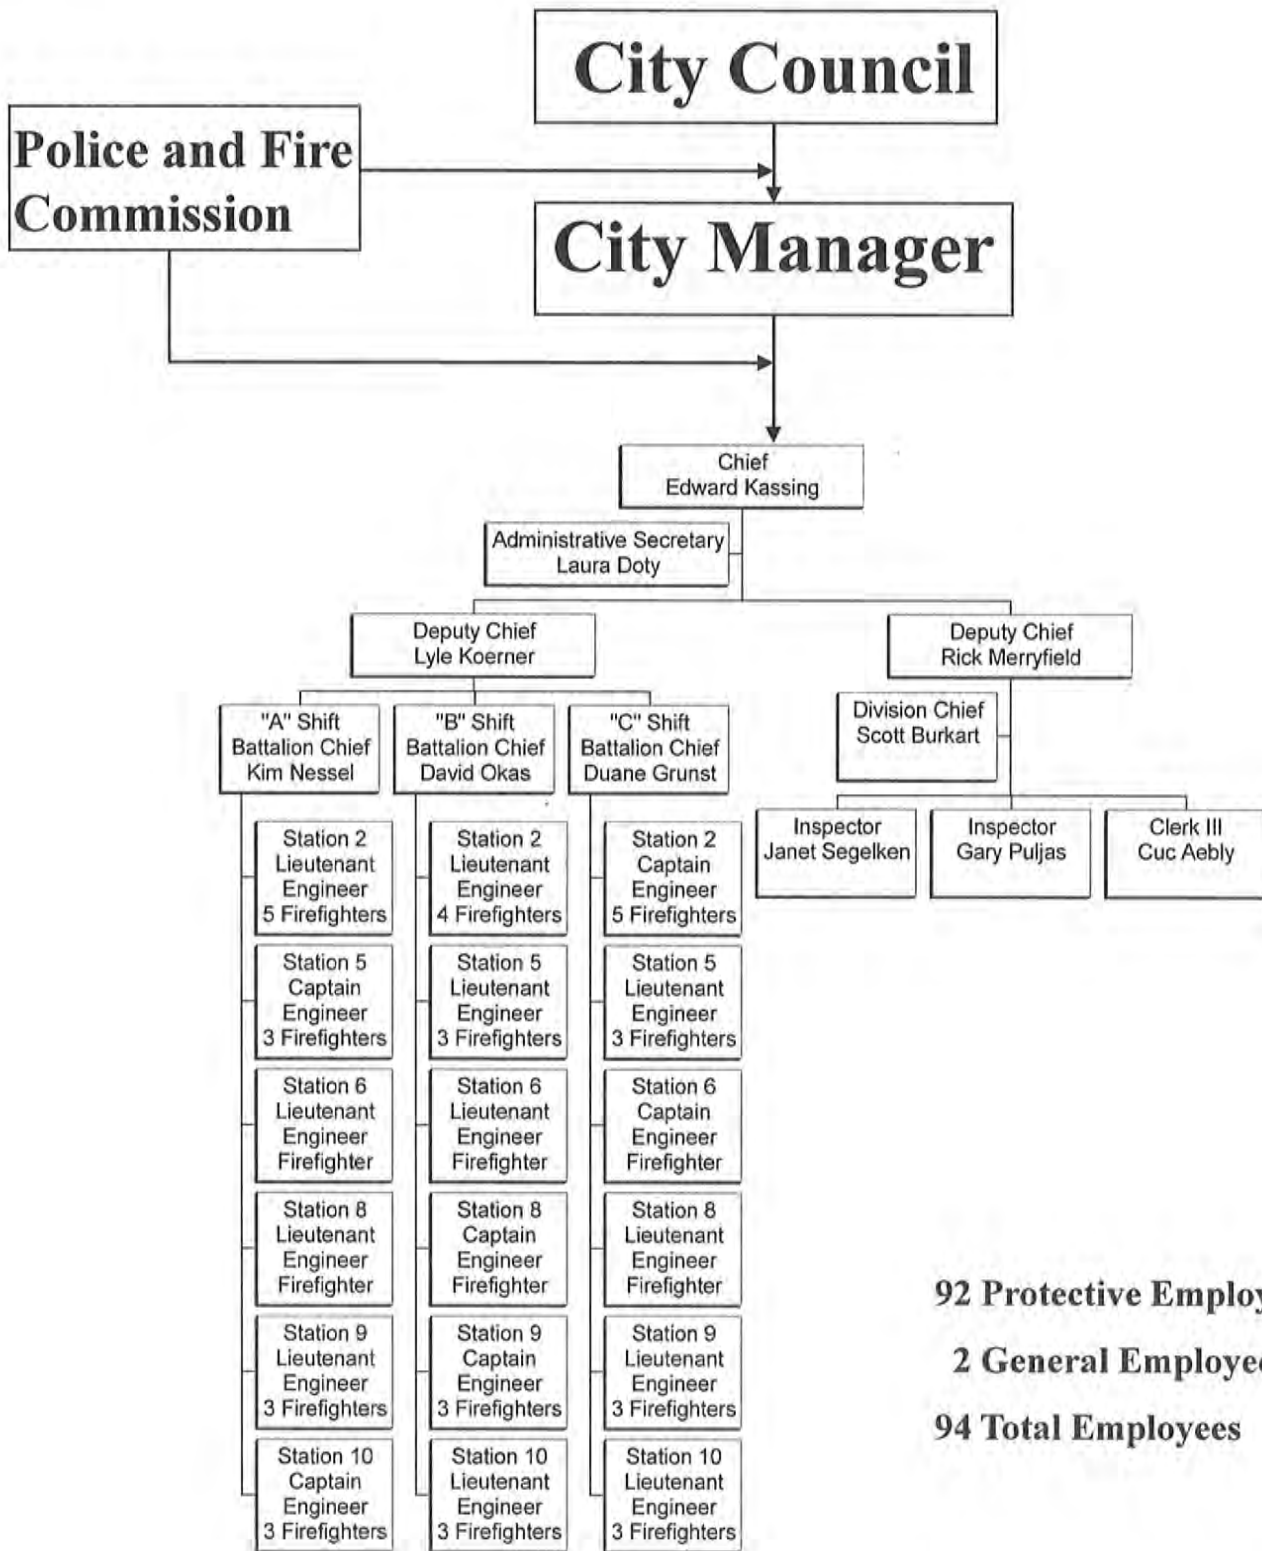 City Council
Police and Fire
Commission
City Manager
Chief
Edward Kassing
Administrative Secretary
Laura Doty
Deputy Chief
Lyle Koerner
Deputy Chief
Rick Merryfield
"A" Shift
Battalion Chief
Kim Nessel
"B" Shift
Battalion Chief
David Okas
"C" Shift
Battalion Chief
Duane Grunst
Division Chief
Scott Burkart
Inspector
Janet Segelken
Inspector
Gary Puljas
Clerk III
Cuc Aebly
Station 2
Lieutenant
Engineer
5 Firefighters
Station 5
Captain
Engineer
3 Firefighters
Station 6
Lieutenant
Engineer
Firefighter
Station 8
Lieutenant
Engineer
Firefighter
Station 9
Lieutenant
Engineer
3 Firefighters
Station 10
Captain
Engineer
3 Firefighters
Station 2
Lieutenant
Engineer
4 Firefighters
Station 5
Lieutenant
Engineer
3 Firefighters
Station 6
Lieutenant
Engineer
Firefighter
Station 8
Captain
Engineer
Firefighter
Station 9
Captain
Engineer
3 Firefighters
Station 10
Lieutenant
Engineer
3 Firefighters
Station 2
Captain
Engineer
5 Firefighters
Station 5
Lieutenant
Engineer
3 Firefighters
Station 6
Captain
Engineer
Firefighter
Station 8
Lieutenant
Engineer
Firefighter
Station 9
Lieutenant
Engineer
3 Firefighters
Station 10
Lieutenant
Engineer
3 Firefighters
92 Protective
2 General
94 Total Employees